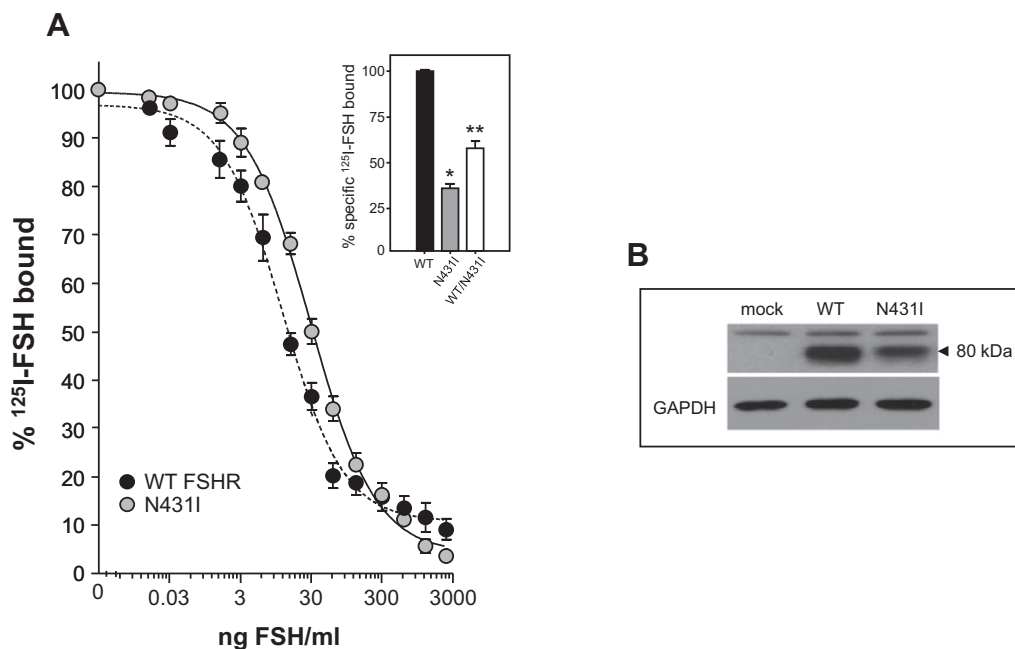 A
% ¹²⁵I-FSH bound
100
90
80
70
60
50
40
30
20
10
0
WT FSHR
N431I
0
0.03
3
30
300
3000
ng FSH/ml
% specific ¹²⁵I-FSH bound
100
75
50
25
0
*
**
WT
N431I
WT/N431I
B
mock WT N431I
80 kDa
GAPDH